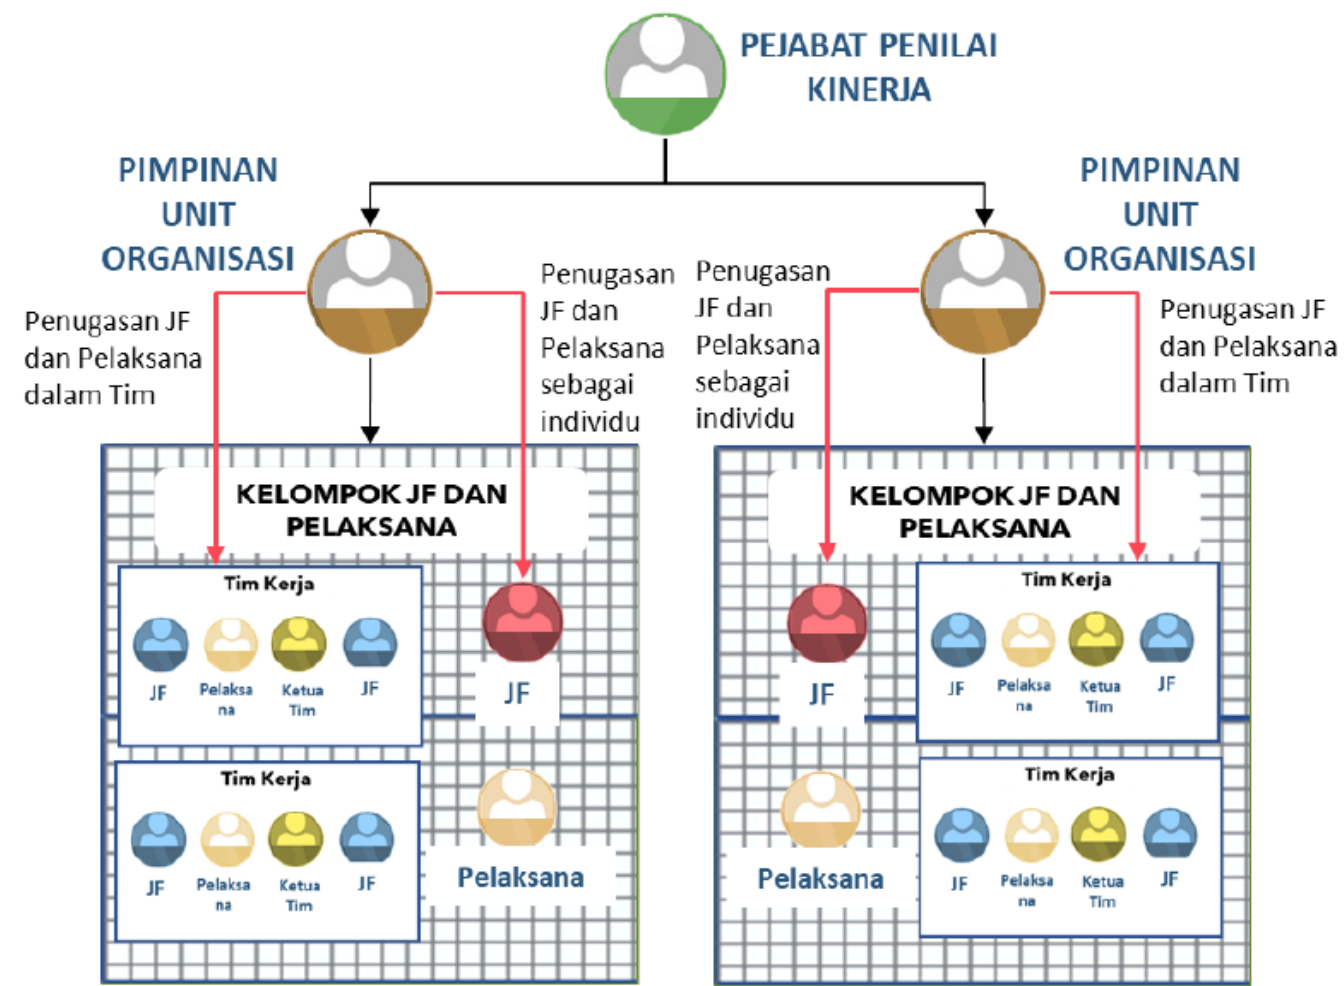 PEJABAT PENILAI
KINERJA
PIMPINAN
UNIT
ORGANISASI
PIMPINAN
UNIT
ORGANISASI
Penugasan JF
dan Pelaksana
dalam Tim
Penugasan
JF dan
Pelaksana
sebagai
individu
Penugasan
JF dan
Pelaksana
sebagai
individu
Penugasan JF
dan Pelaksana
dalam Tim
KELOMPOK JF DAN
PELAKSANA
Tim Kerja
JF
Pelaksa
na
Ketua
Tim
JF
JF
Tim Kerja
JF
Pelaksa
na
Ketua
Tim
JF
Pelaksana
KELOMPOK JF DAN
PELAKSANA
JF
Tim Kerja
JF
Pelaksa
na
Ketua
Tim
JF
Pelaksana
Tim Kerja
JF
Pelaksa
na
Ketua
Tim
JF